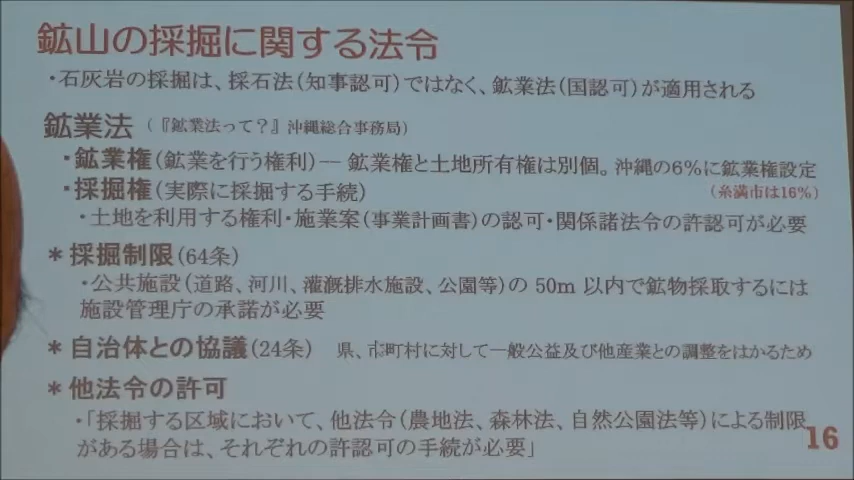 鉱山の採掘に関する法令
・石灰岩の採掘は、採石法(知事認可)ではなく、鉱業法(国認可)が適用される
鉱業法 (『鉱業法って?』沖縄総合事務局)
・鉱業権(鉱業を行う権利)-- 鉱業権と土地所有権は別個。沖縄の6%に鉱業権設定
・採掘権(実際に採掘する手続) (糸満市は16%)
・土地を利用する権利・施業案(事業計画書)の認可・関係諸法令の許認可が必要
*採掘制限(64条)
・公共施設(道路、河川、灌漑排水施設、公園等)の 50m 以内で鉱物採取するには
施設管理庁の承諾が必要
*自治体との協議(24条) 県、市町村に対して一般公益及び他産業との調整をはかるため
*他法令の許可
・「採掘する区域において、他法令(農地法、森林法、自然公園法等)による制限
がある場合は、それぞれの許認可の手続が必要」
16